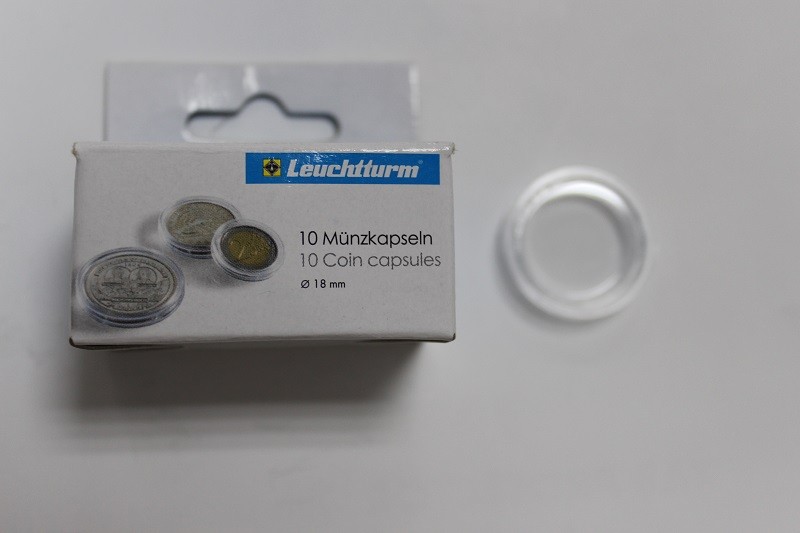 Leuchtturm
10 Münzkapseln
10 Coin capsules
Ø 18 mm